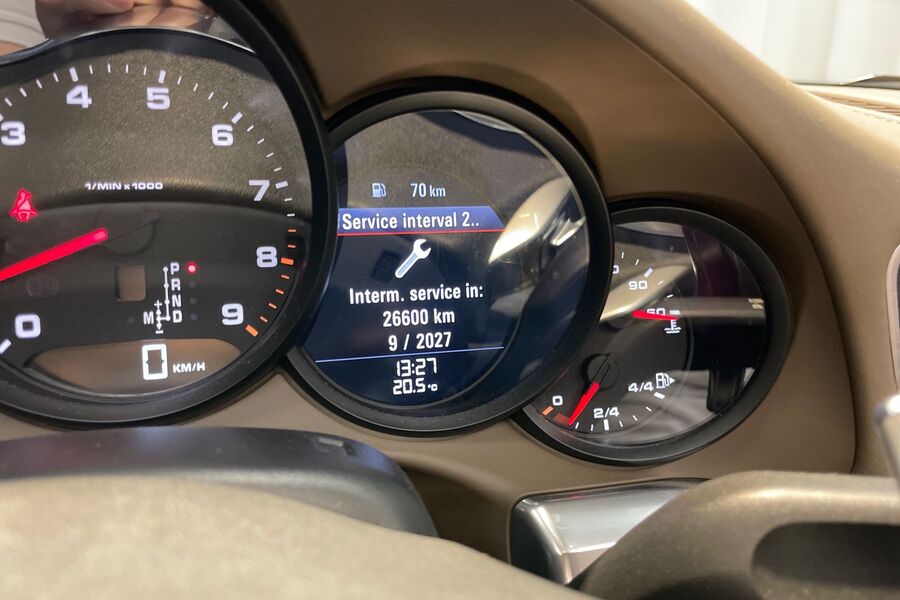 3
4
5
6
7
8
9
0
1/MIN x 1000
P
R
N
D
M
+
-
0 KM/H
70 km
Service interval 2..
Interm. service in:
26600 km
9 / 2027
13:27
20.5 °C
90
60
E
0
2/4
4/4